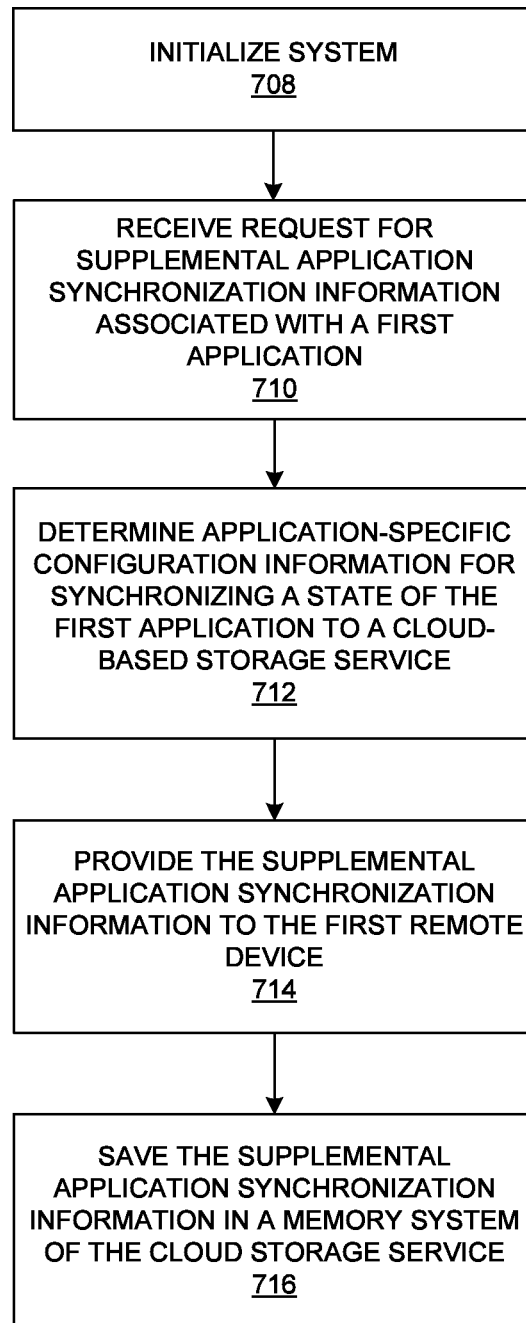 INITIALIZE SYSTEM
708
RECEIVE REQUEST FOR
SUPPLEMENTAL APPLICATION
SYNCHRONIZATION INFORMATION
ASSOCIATED WITH A FIRST
APPLICATION
710
DETERMINE APPLICATION-SPECIFIC
CONFIGURATION INFORMATION FOR
SYNCHRONIZING A STATE OF THE
FIRST APPLICATION TO A CLOUD-
BASED STORAGE SERVICE
712
PROVIDE THE SUPPLEMENTAL
APPLICATION SYNCHRONIZATION
INFORMATION TO THE FIRST REMOTE
DEVICE
714
SAVE THE SUPPLEMENTAL
APPLICATION SYNCHRONIZATION
INFORMATION IN A MEMORY SYSTEM
OF THE CLOUD STORAGE SERVICE
716